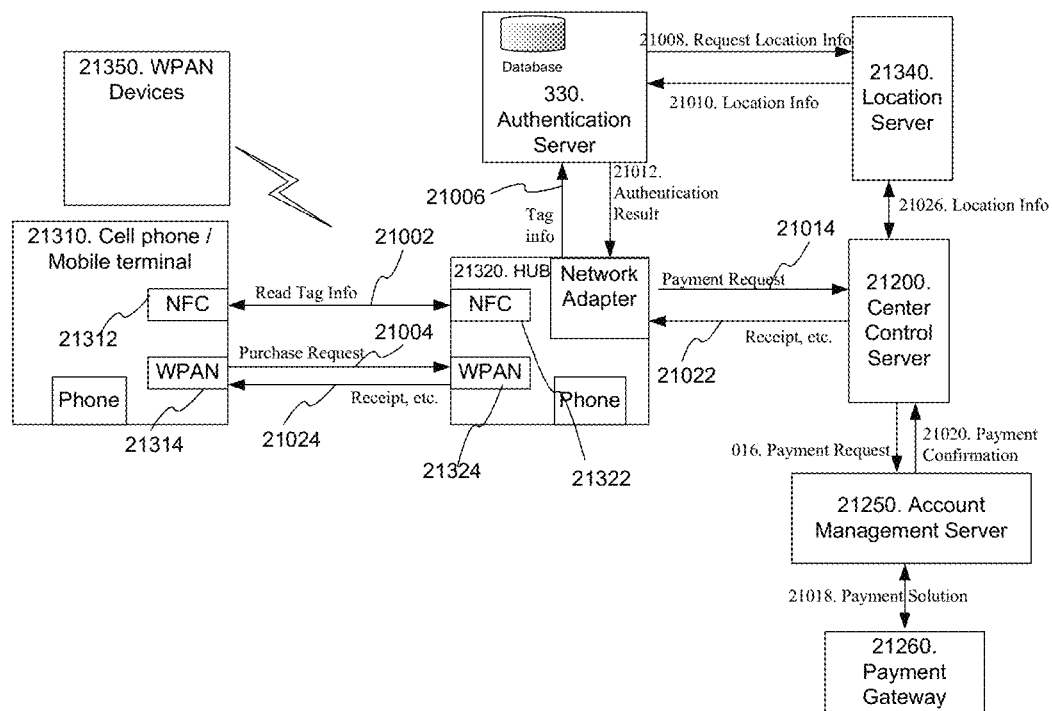 21350. WPAN
Devices
Database
330.
Authentication
Server
21008. Request Location Info
21010. Location Info
21340.
Location
Server
21006
Tag
info
21012.
Authentication
Result
21026. Location Info
21310. Cell phone /
Mobile terminal
NFC
21312
WPAN
Phone
21314
21002
Read Tag Info
21004
Purchase Request
Receipt, etc.
21024
21320. HUB
Network
Adapter
NFC
WPAN
Phone
21324
21322
21014
Payment Request
Receipt, etc.
21022
21200.
Center
Control
Server
016. Payment Request
21020. Payment
Confirmation
21250. Account
Management Server
21018. Payment Solution
21260.
Payment
Gateway